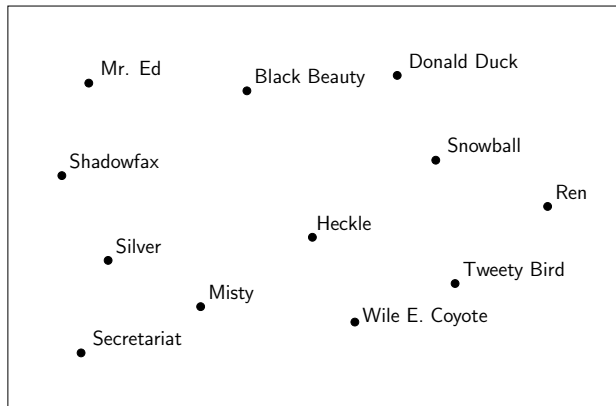 Mr. Ed
Black Beauty
Donald Duck
Shadowfax
Snowball
Ren
Heckle
Silver
Tweety Bird
Misty
Wile E. Coyote
Secretariat